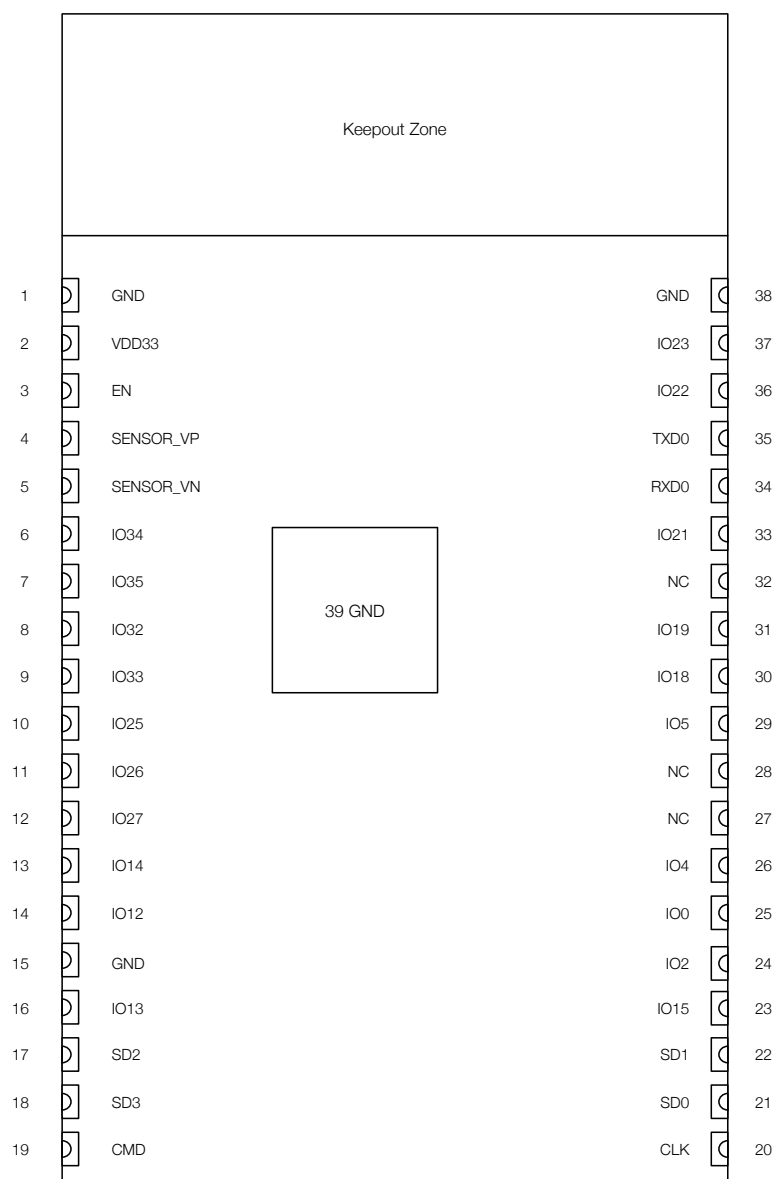 Keepout Zone
1 GND GND 38
2 VDD33 IO23 37
3 EN IO22 36
4 SENSOR_VP TXD0 35
5 SENSOR_VN RXD0 34
6 IO34 IO21 33
7 IO35 NC 32
39 GND
8 IO32 IO19 31
9 IO33 IO18 30
10 IO25 IO5 29
11 IO26 NC 28
12 IO27 NC 27
13 IO14 IO4 26
14 IO12 IO0 25
15 GND IO2 24
16 IO13 IO15 23
17 SD2 SD1 22
18 SD3 SD0 21
19 CMD CLK 20